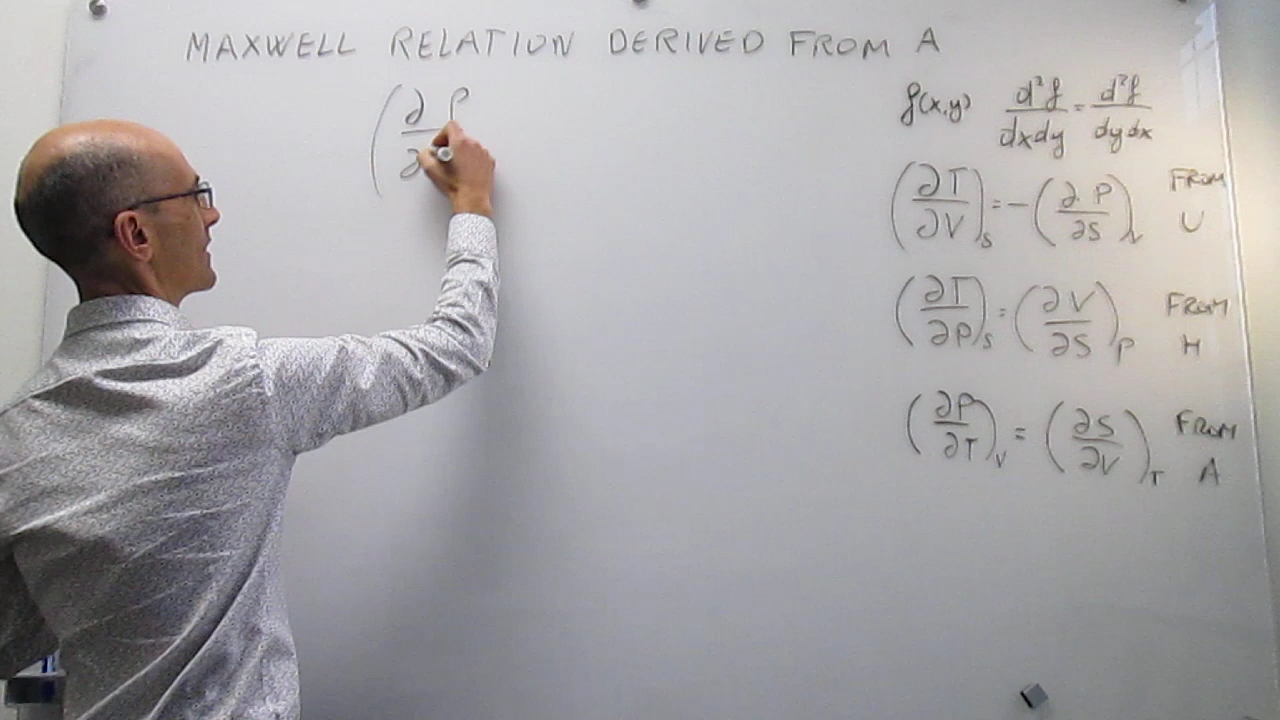 MAXWELL RELATION DERIVED FROM A
(∂ P / ∂
f(x,y) d²f/dxdy = d²f/dydx
(∂T/∂V)_S = -(∂P/∂S)_V FROM U
(∂T/∂P)_S = (∂V/∂S)_P FROM H
(∂P/∂T)_V = (∂S/∂V)_T FROM A